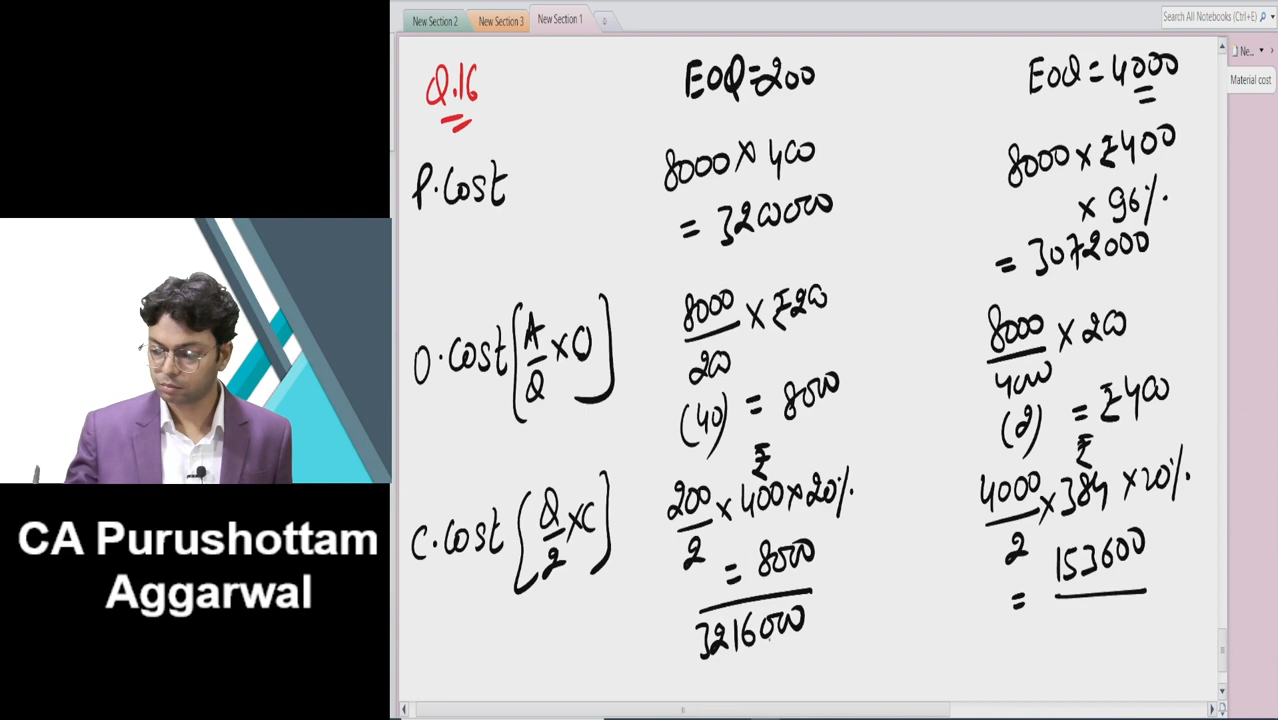 New Section 2
New Section 3
New Section 1
Search All Notebooks (Ctrl+E)
Ne...
Material cost
Q.16
EOQ=200
EOQ=4000
P.Cost
8000 × 400
= 3200000
8000 × ₹400
× 96%.
= 3072000
O.Cost [A/Q × O]
8000/200 × ₹200
(40) = 8000
8000/4000 × 200
(2) = ₹400
C.Cost [Q/2 × C]
200/2 × ₹400 × 20%.
= 8000
3216000
4000/2 × ₹384 × 20%.
= 153600
CA Purushottam
Aggarwal